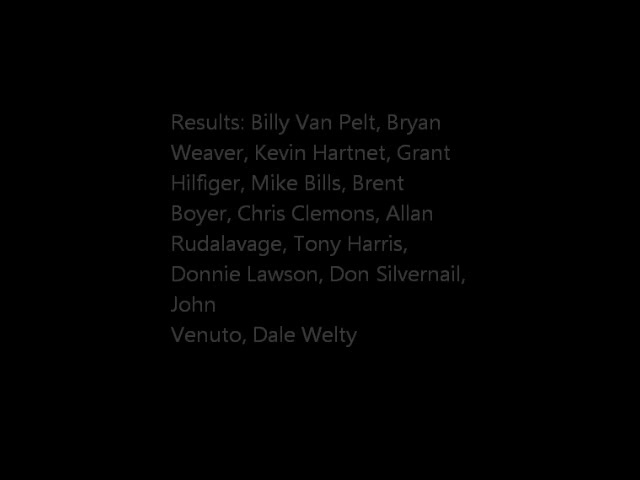 Results: Billy Van Pelt, Bryan
Weaver, Kevin Hartnet, Grant
Hilfiger, Mike Bills, Brent
Boyer, Chris Clemons, Allan
Rudalavage, Tony Harris,
Donnie Lawson, Don Silvernail,
John
Venuto, Dale Welty